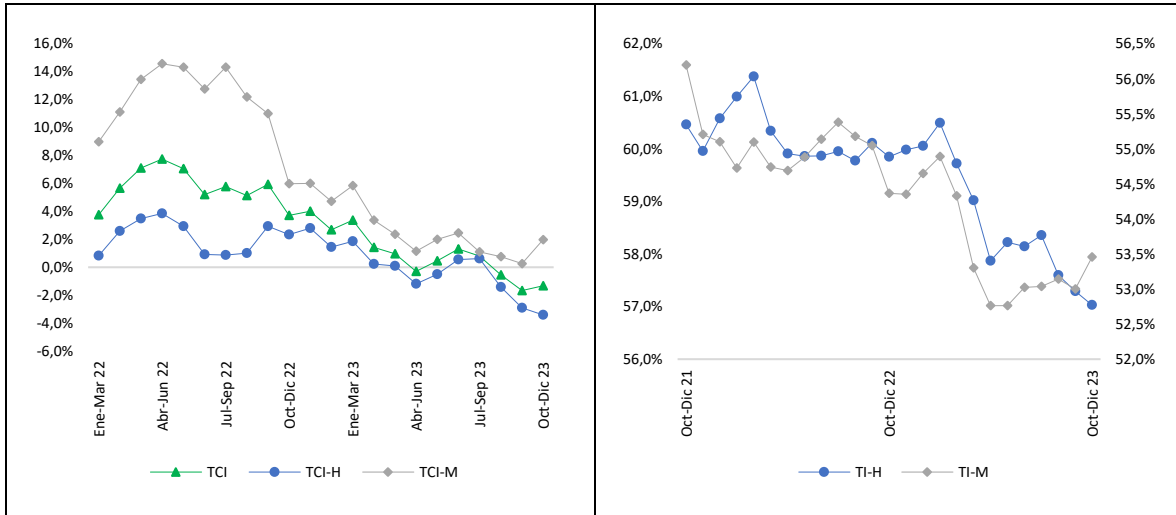 16,0%
14,0%
12,0%
10,0%
8,0%
6,0%
4,0%
2,0%
0,0%
-2,0%
-4,0%
-6,0%
Ene-Mar 22
Abr-Jun 22
Jul-Sep 22
Oct-Dic 22
Ene-Mar 23
Abr-Jun 23
Jul-Sep 23
Oct-Dic 23
TCI
TCI-H
TCI-M
62,0%
61,0%
60,0%
59,0%
58,0%
57,0%
56,0%
56,5%
56,0%
55,5%
55,0%
54,5%
54,0%
53,5%
53,0%
52,5%
52,0%
Oct-Dic 21
Oct-Dic 22
Oct-Dic 23
TI-H
TI-M